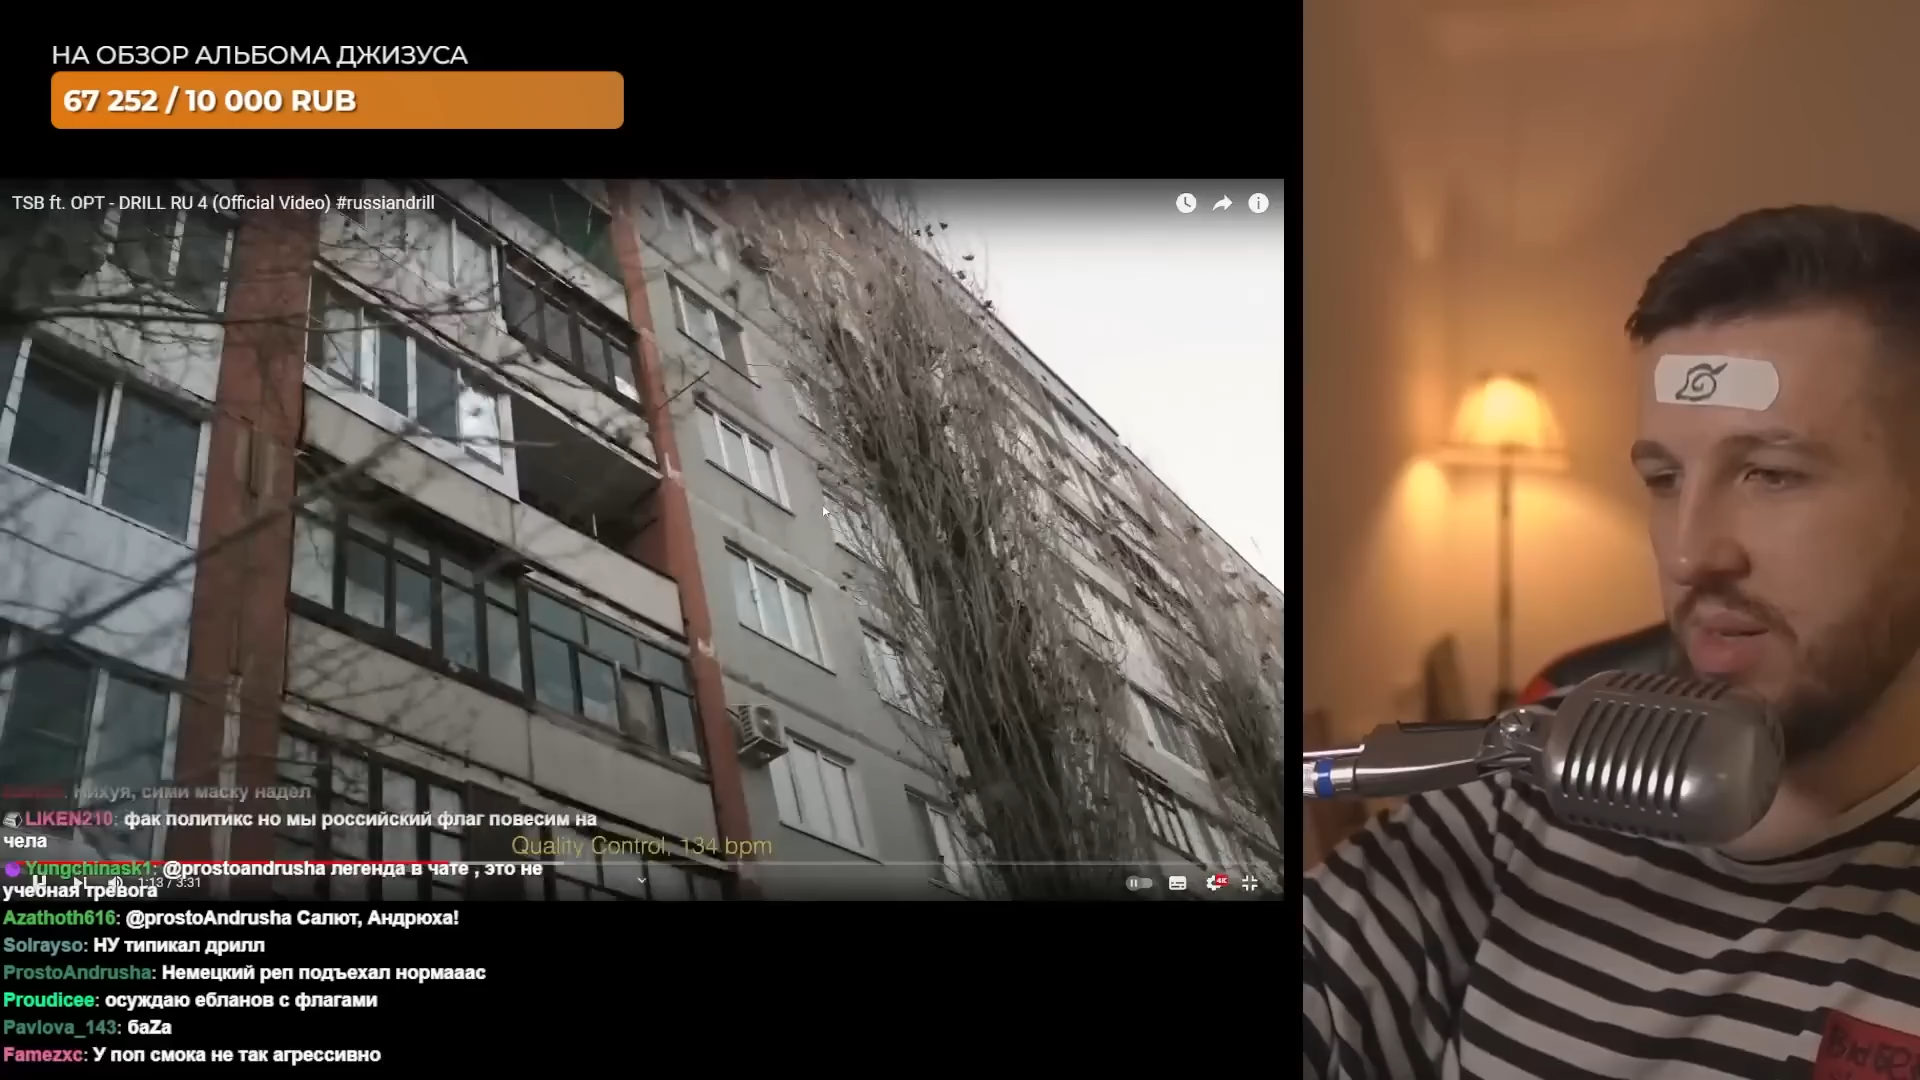 НА ОБЗОР АЛЬБОМА ДЖИЗУСА
67 252 / 10 000 RUB
TSB ft. OPT - DRILL RU 4 (Official Video) #russiandrill
Нихуя, сими маску надел
LIKEN210: фак политикс но мы российский флаг повесим на
чела
Quality Control, 134 bpm
Yungchinask1: @prostoandrusha легенда в чате , это не
учебная тревога
1:13 / 3:31
4K
Azathoth616: @prostoAndrusha Салют, Андрюха!
Solrayso: НУ типикал дрилл
ProstoAndrusha: Немецкий реп подъехал нормааас
Proudicee: осуждаю ебланов с флагами
Pavlova_143: баZа
Famezxc: У поп смока не так агрессивно